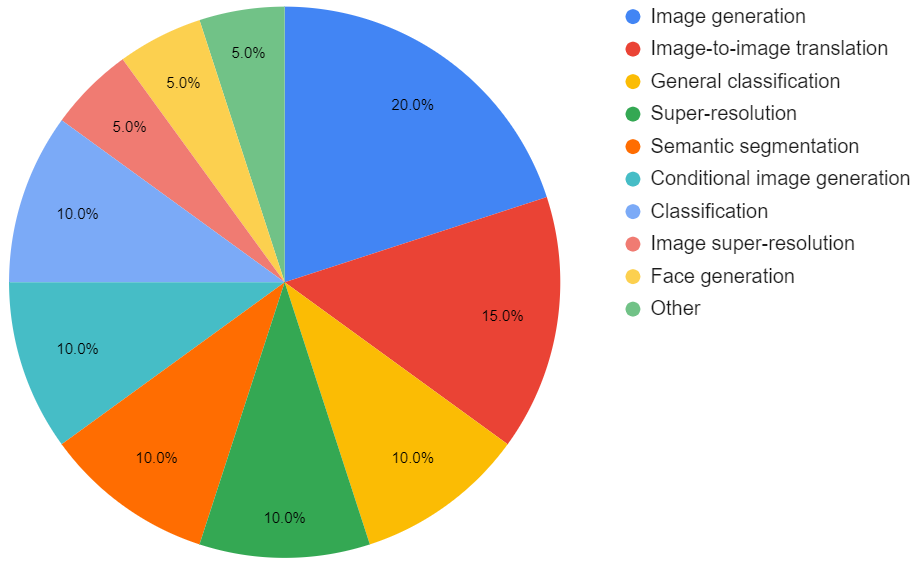 Image generation
Image-to-image translation
General classification
Super-resolution
Semantic segmentation
Conditional image generation
Classification
Image super-resolution
Face generation
Other
20.0%
15.0%
10.0%
10.0%
10.0%
10.0%
10.0%
5.0%
5.0%
5.0%